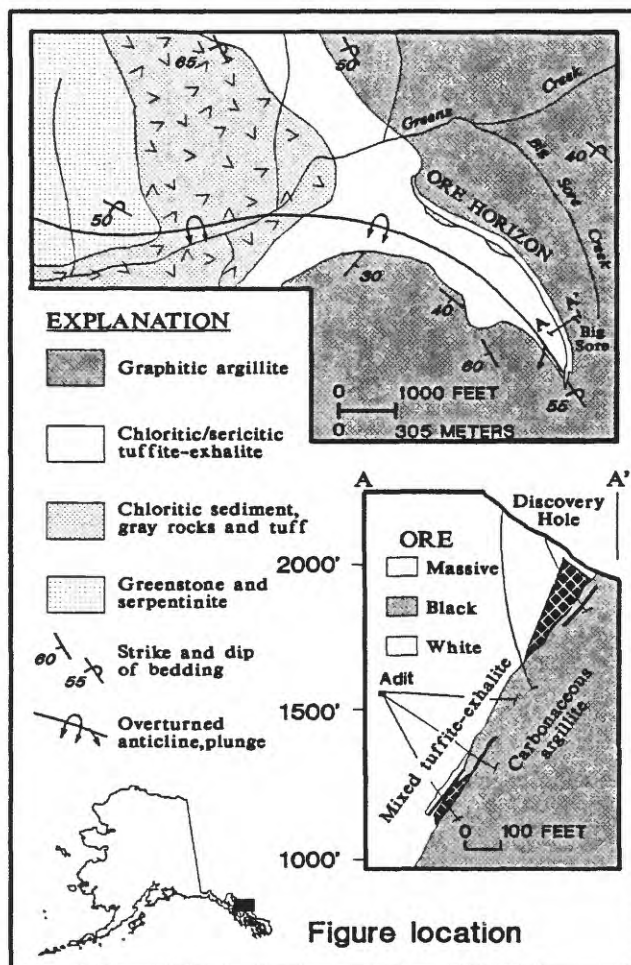 65
50
Greens
Creek
Big
Sore
Creek
40
ORE HORIZON
50
30
40
A
A'
Big
Sore
60
55
EXPLANATION
Graphitic argillite
Chloritic/sericitic
tuffite-exhalite
Chloritic sediment,
gray rocks and tuff
Greenstone and
serpentinite
60
55
Strike and dip
of bedding
Overturned
anticline, plunge
0
1000 FEET
0
305 METERS
A
A'
Discovery
Hole
ORE
Massive
Black
White
2000'
1500'
1000'
Adit
Mixed tuffite-exhalite
Carbonaceous
argillite
0
100 FEET
Figure location